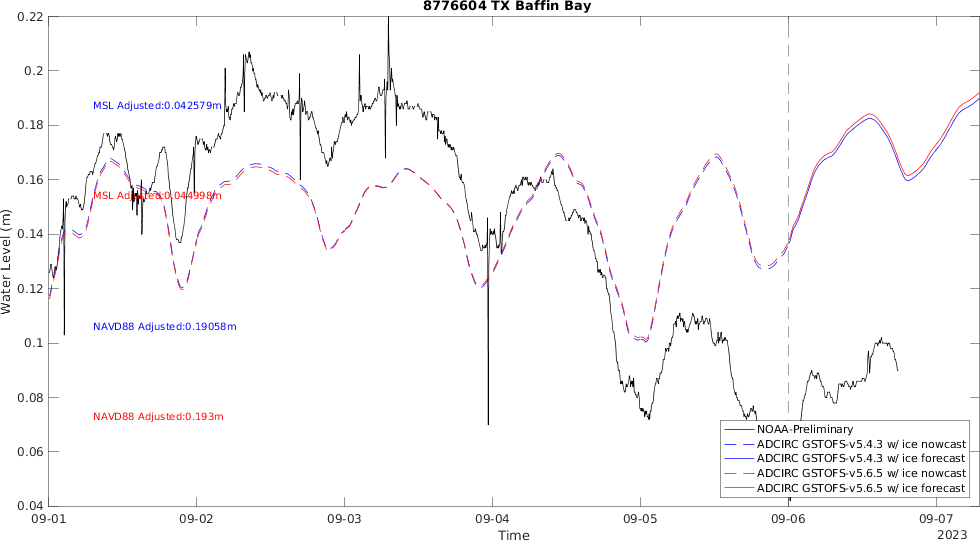 8776604 TX Baffin Bay
0.22
0.2
0.18
0.16
0.14
0.12
0.1
0.08
0.06
0.04
Water Level (m)
MSL Adjusted:0.042579m
MSL Adjusted:0.044998m
NAVD88 Adjusted:0.19058m
NAVD88 Adjusted:0.193m
NOAA-Preliminary
ADCIRC GSTOFS-v5.4.3 w/ ice nowcast
ADCIRC GSTOFS-v5.4.3 w/ ice forecast
ADCIRC GSTOFS-v5.6.5 w/ ice nowcast
ADCIRC GSTOFS-v5.6.5 w/ ice forecast
09-01 09-02 09-03 09-04 09-05 09-06 09-07
Time
2023